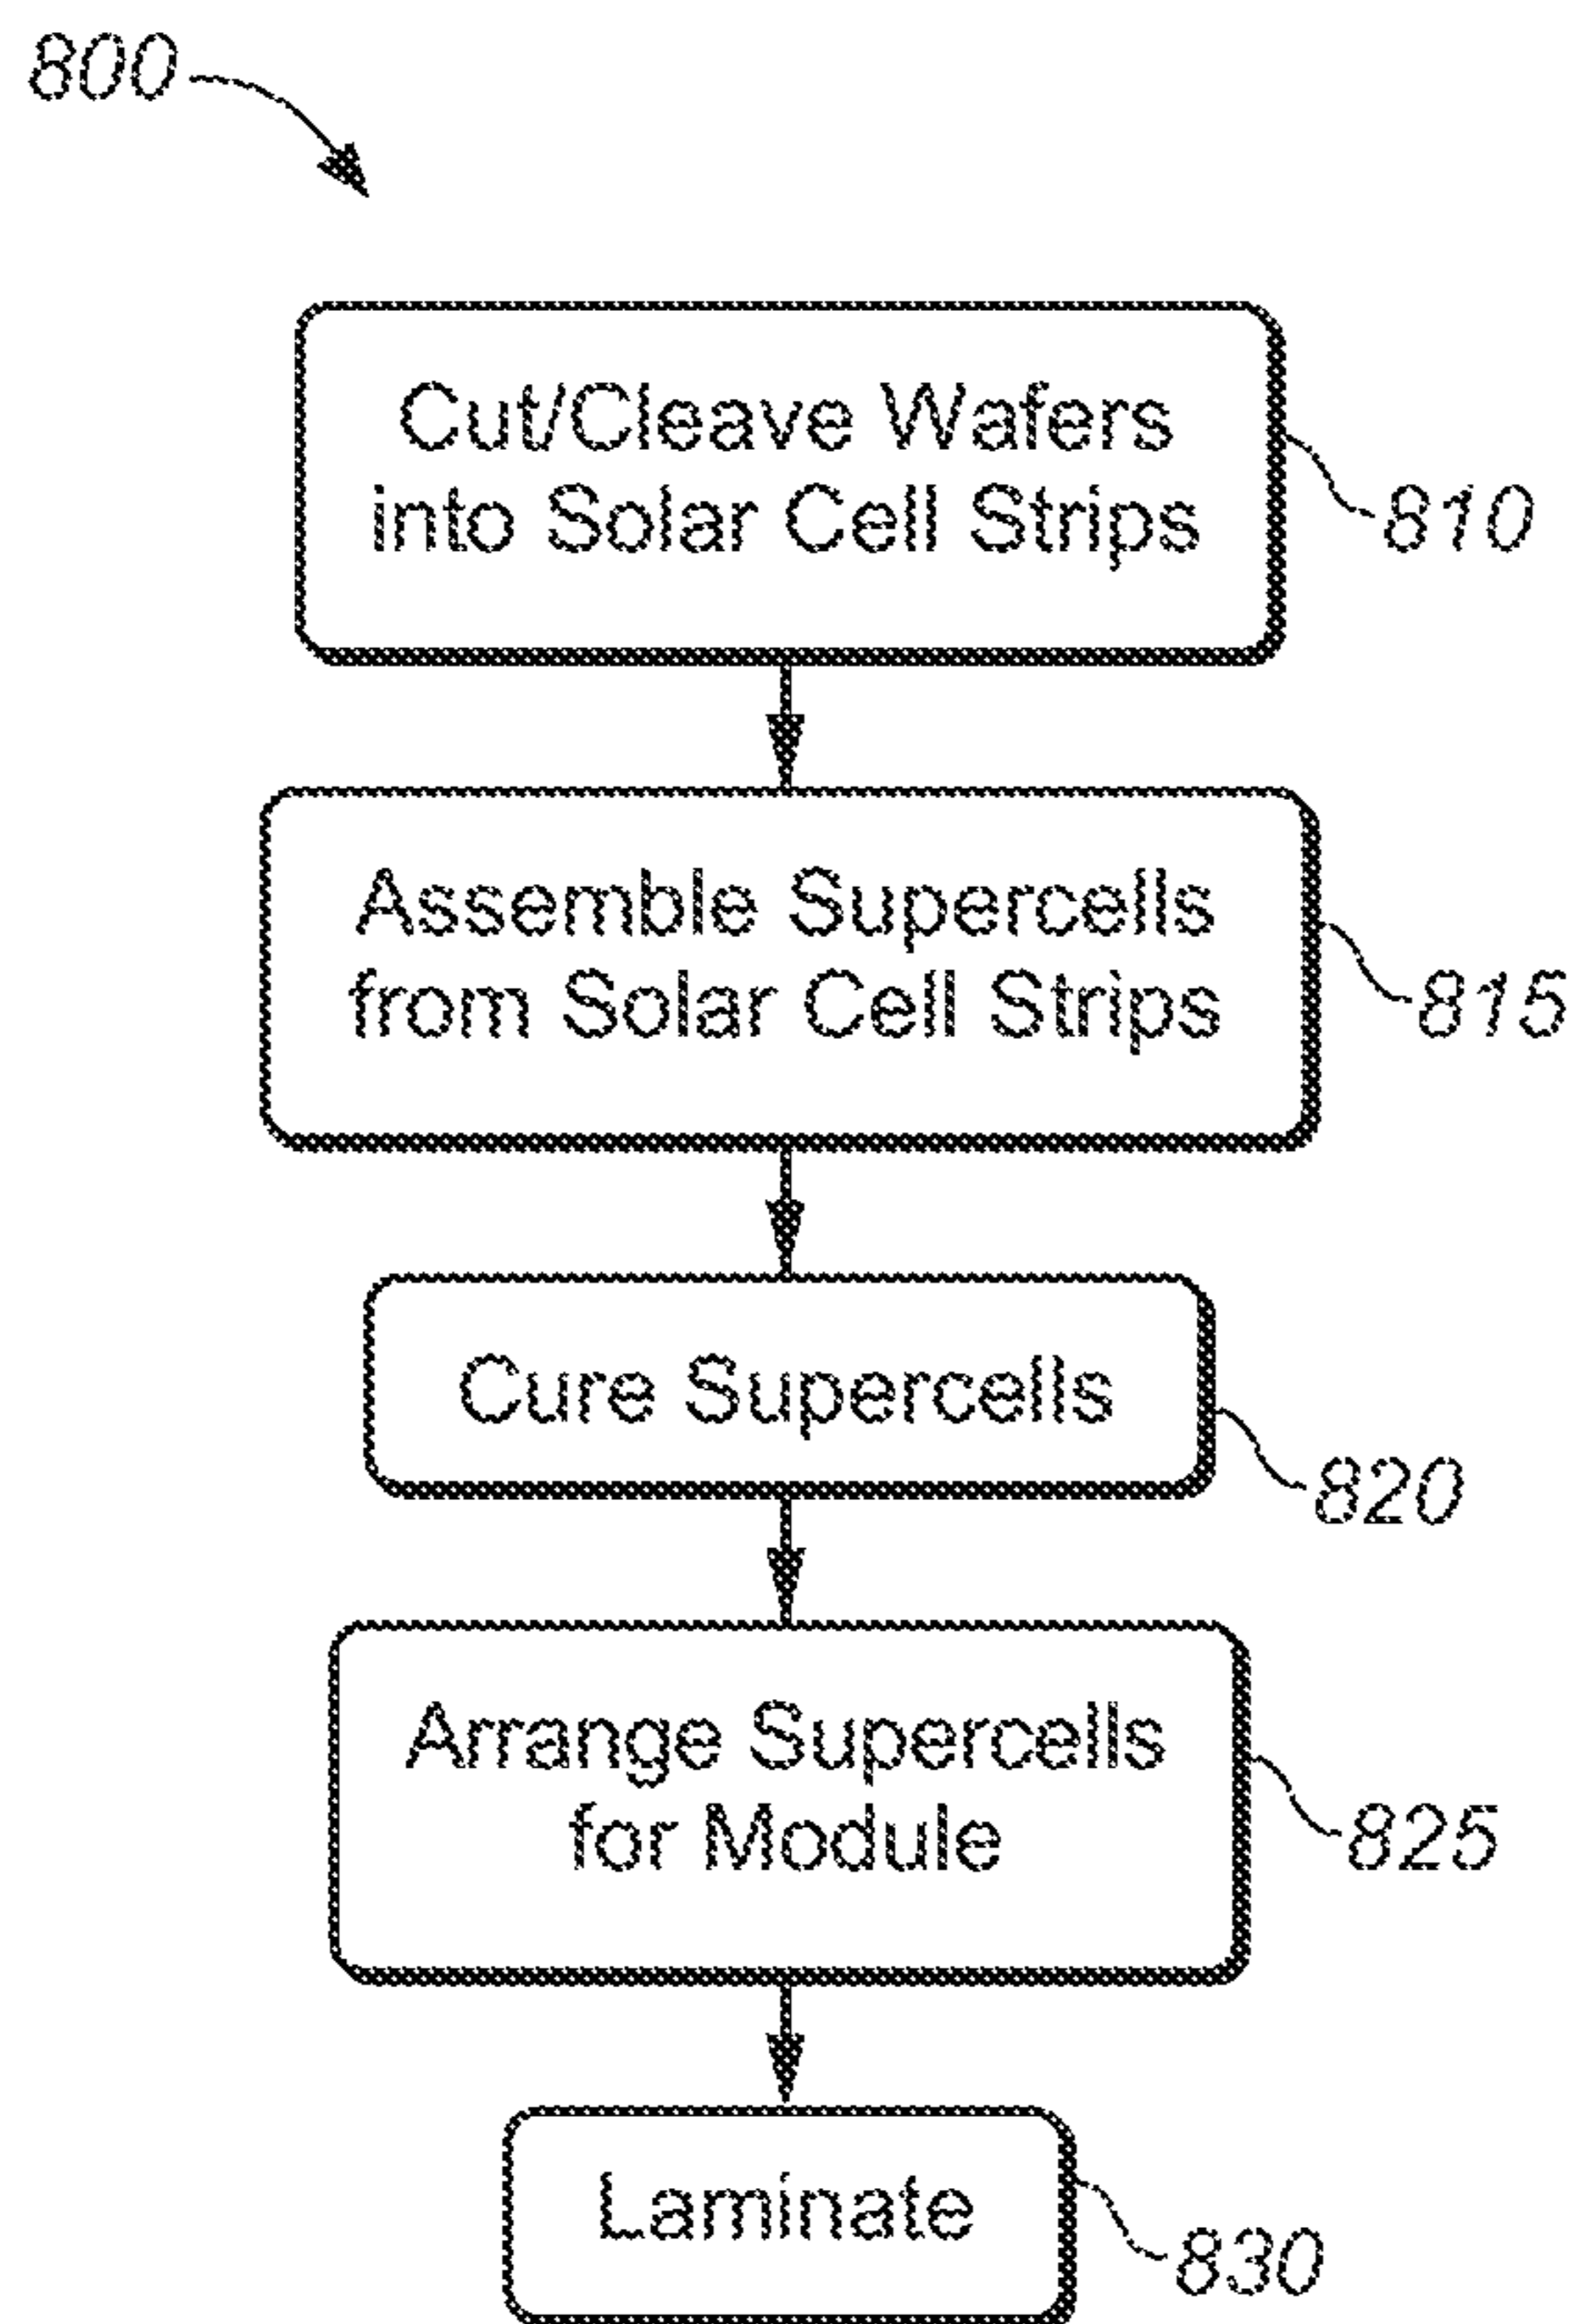 800
Cut/Cleave Wafers
into Solar Cell Strips
810
Assemble Supercells
from Solar Cell Strips
815
Cure Supercells
820
Arrange Supercells
for Module
825
Laminate
830